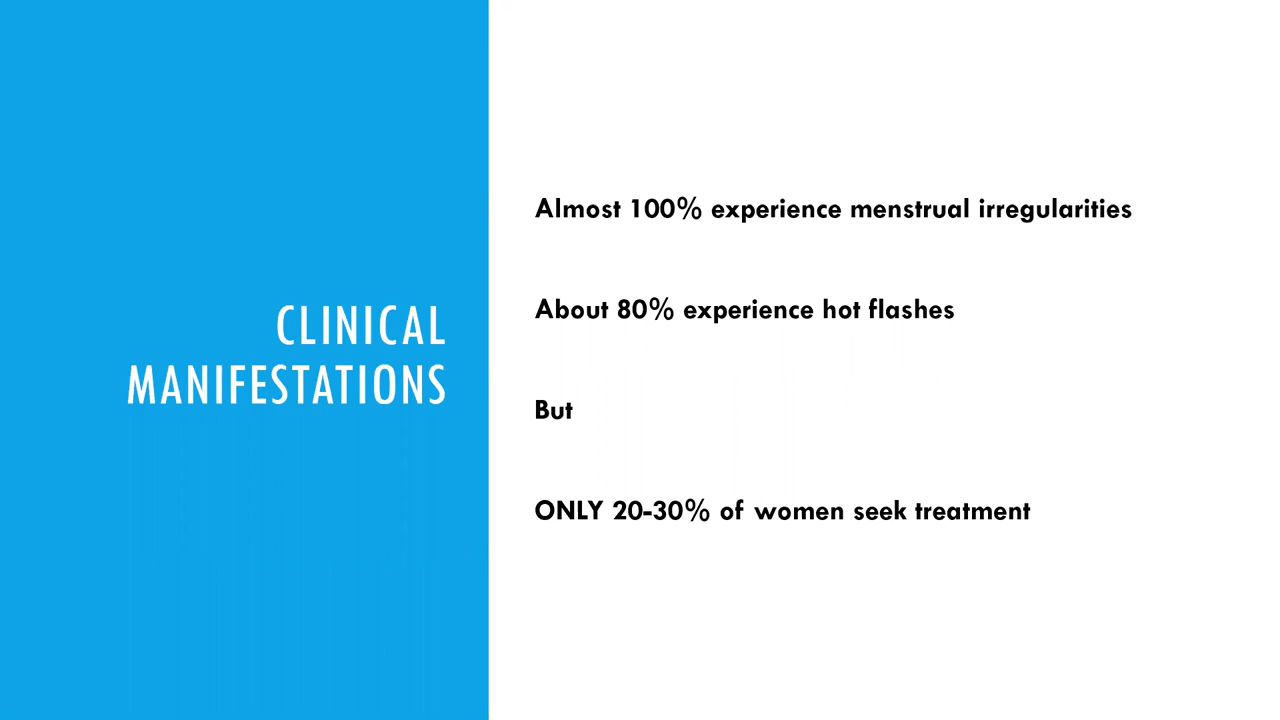 CLINICAL
MANIFESTATIONS
Almost 100% experience menstrual irregularities
About 80% experience hot flashes
But
ONLY 20-30% of women seek treatment